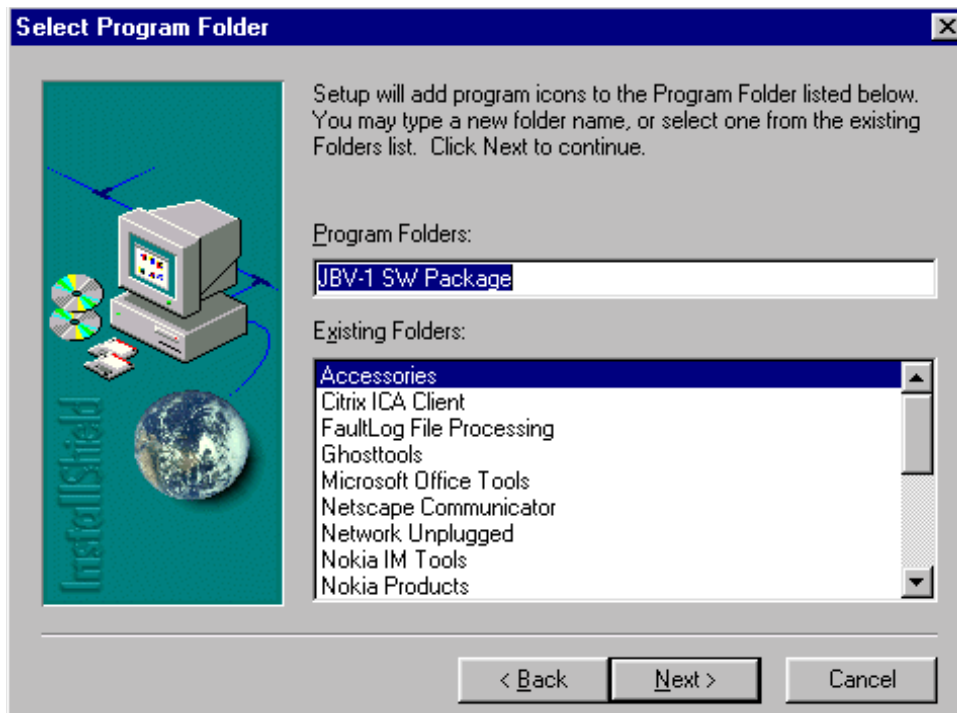 Select Program Folder
Setup will add program icons to the Program Folder listed below.
You may type a new folder name, or select one from the existing
Folders list. Click Next to continue.
Program Folders:
JBV-1 SW Package
Existing Folders:
Accessories
Citrix ICA Client
FaultLog File Processing
Ghosttools
Microsoft Office Tools
Netscape Communicator
Network Unplugged
Nokia IM Tools
Nokia Products
InstallShield
< Back
Next >
Cancel